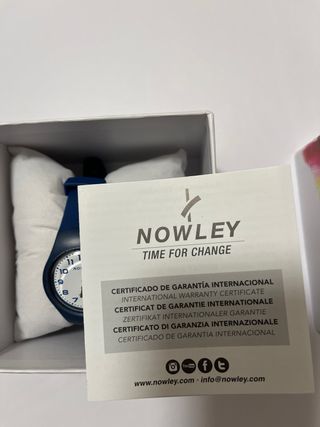 NOWLEY
TIME FOR CHANGE
CERTIFICADO DE GARANTÍA INTERNACIONAL
INTERNATIONAL WARRANTY CERTIFICATE
CERTIFICAT DE GARANTIE INTERNATIONALE
ZERTIFIKAT INTERNATIONALER GARANTIE
CERTIFICATO DI GARANZIA INTERNAZIONALE
CERTIFICADO DE GARANTIA INTERNACIONAL
www.nowley.com · info@nowley.com